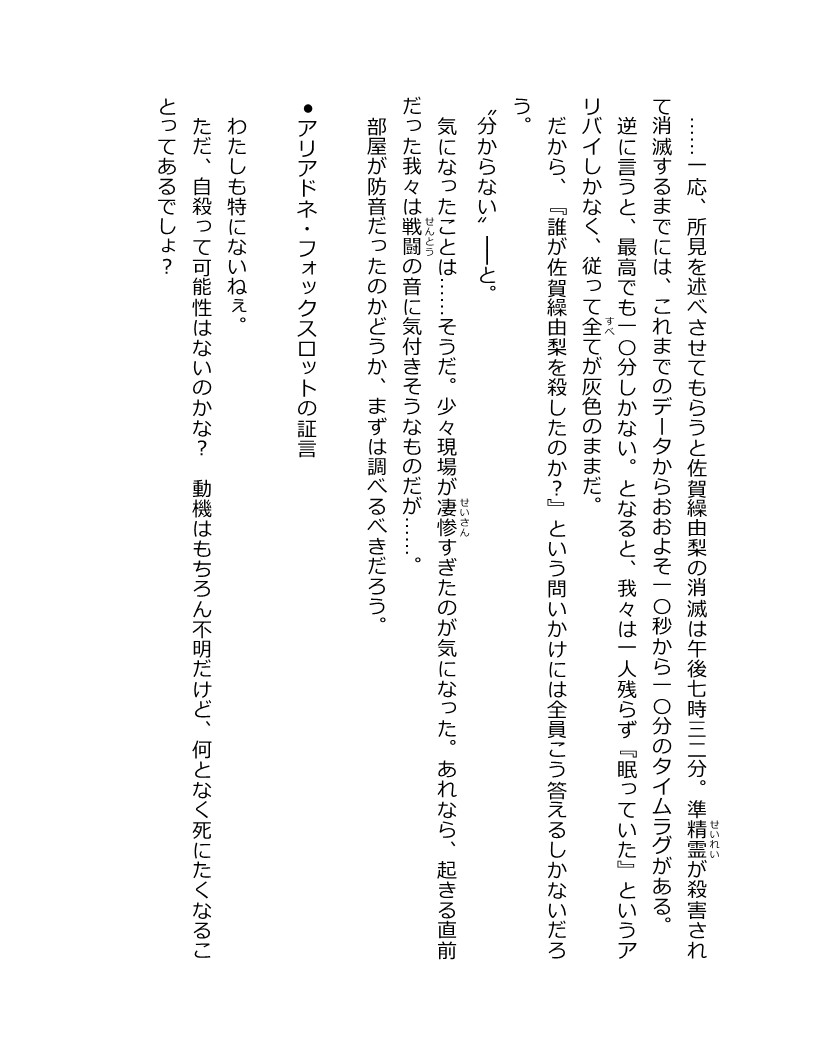 ……一応、所見を述べさせてもらうと佐賀繰由梨の消滅は午後七時三二分。準精霊が殺害され
て消滅するまでには、これまでのデータからおおよそ一〇秒から一〇分のタイムラグがある。
逆に言うと、最高でも一〇分しかない。となると、我々は一人残らず『眠っていた』というア
リバイしかなく、従って全てが灰色のままだ。
だから、『誰が佐賀繰由梨を殺したのか？』という問いかけには全員こう答えるしかないだろ
う。
〝分からない〟――と。
気になったことは……そうだ。少々現場が凄惨すぎたのが気になった。あれなら、起きる直前
だった我々は戦闘の音に気付きそうなものだが……。
部屋が防音だったのかどうか、まずは調べるべきだろう。
●アリアドネ・フォックスロットの証言
わたしも特にないねぇ。
ただ、自殺って可能性はないのかな？　動機はもちろん不明だけど、何となく死にたくなるこ
とってあるでしょ？